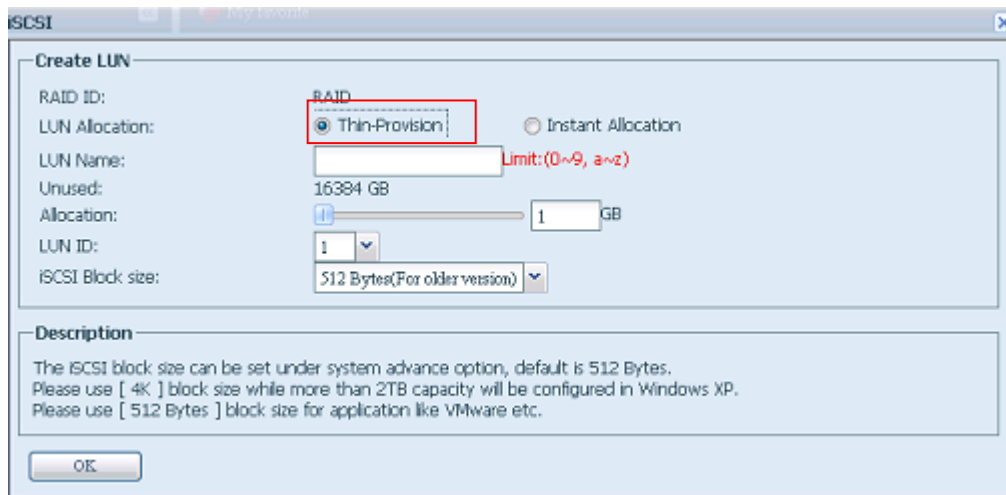 My favorite
iSCSI
Create LUN
RAID ID: RAID
LUN Allocation: Thin-Provision Instant Allocation
LUN Name: Limit:(0~9, a~z)
Unused: 16384 GB
Allocation: 1 GB
LUN ID: 1
iSCSI Block size: 512 Bytes(For older version)
Description
The iSCSI block size can be set under system advance option, default is 512 Bytes.
Please use [ 4K ] block size while more than 2TB capacity will be configured in Windows XP.
Please use [ 512 Bytes ] block size for application like VMware etc.
OK